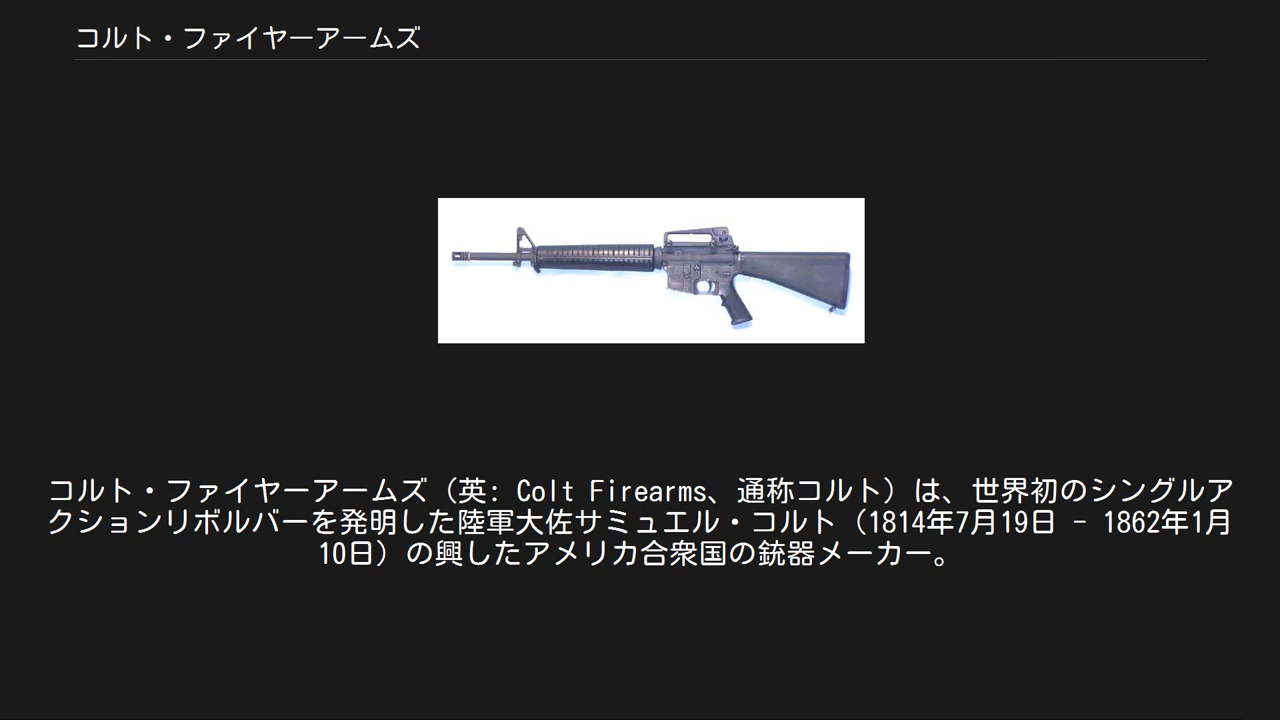 コルト・ファイヤーアームズ
コルト・ファイヤーアームズ（英: Colt Firearms、通称コルト）は、世界初のシングルア
クションリボルバーを発明した陸軍大佐サミュエル・コルト（1814年7月19日 - 1862年1月
10日）の興したアメリカ合衆国の銃器メーカー。